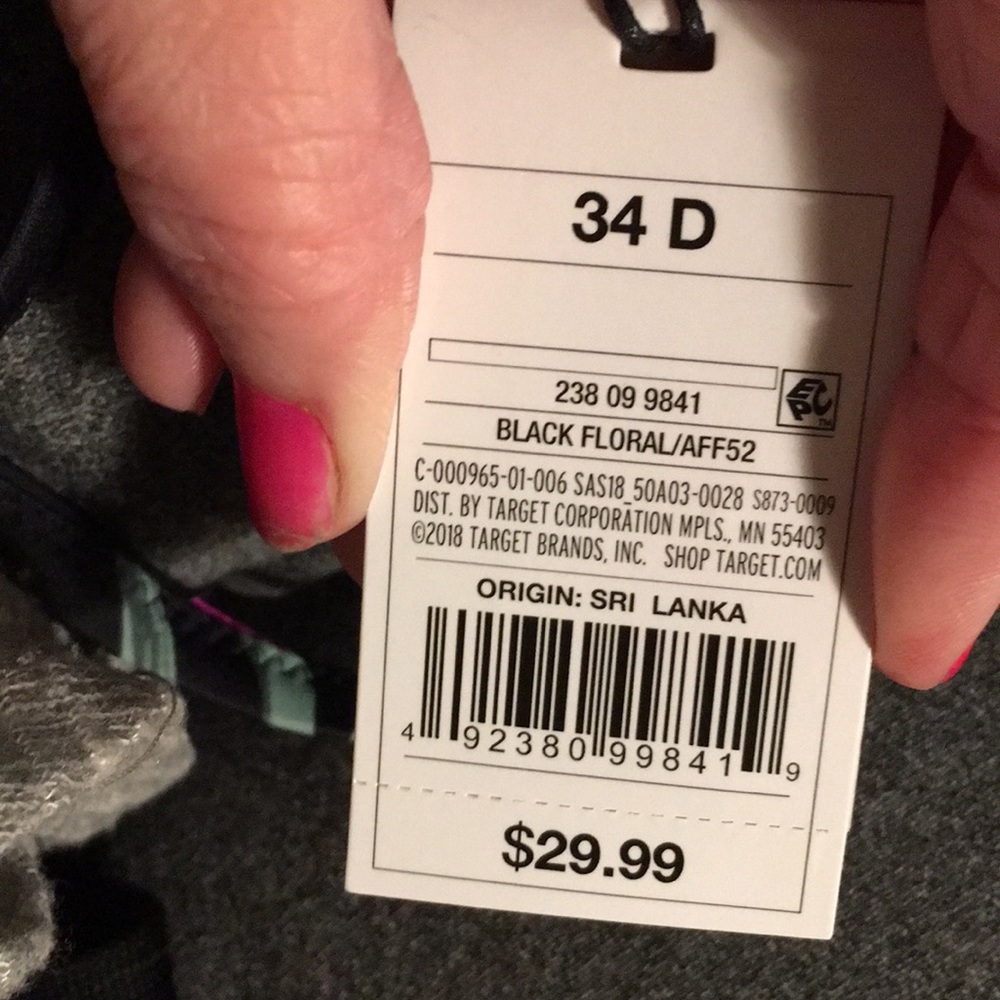 34 D
238 09 9841
EPC™
BLACK FLORAL/AFF52
C-000965-01-006 SAS18_50A03-0028 S873-0009
DIST. BY TARGET CORPORATION MPLS., MN 55403
©2018 TARGET BRANDS, INC. SHOP TARGET.COM
ORIGIN: SRI LANKA
4 92380 99841 9
$29.99